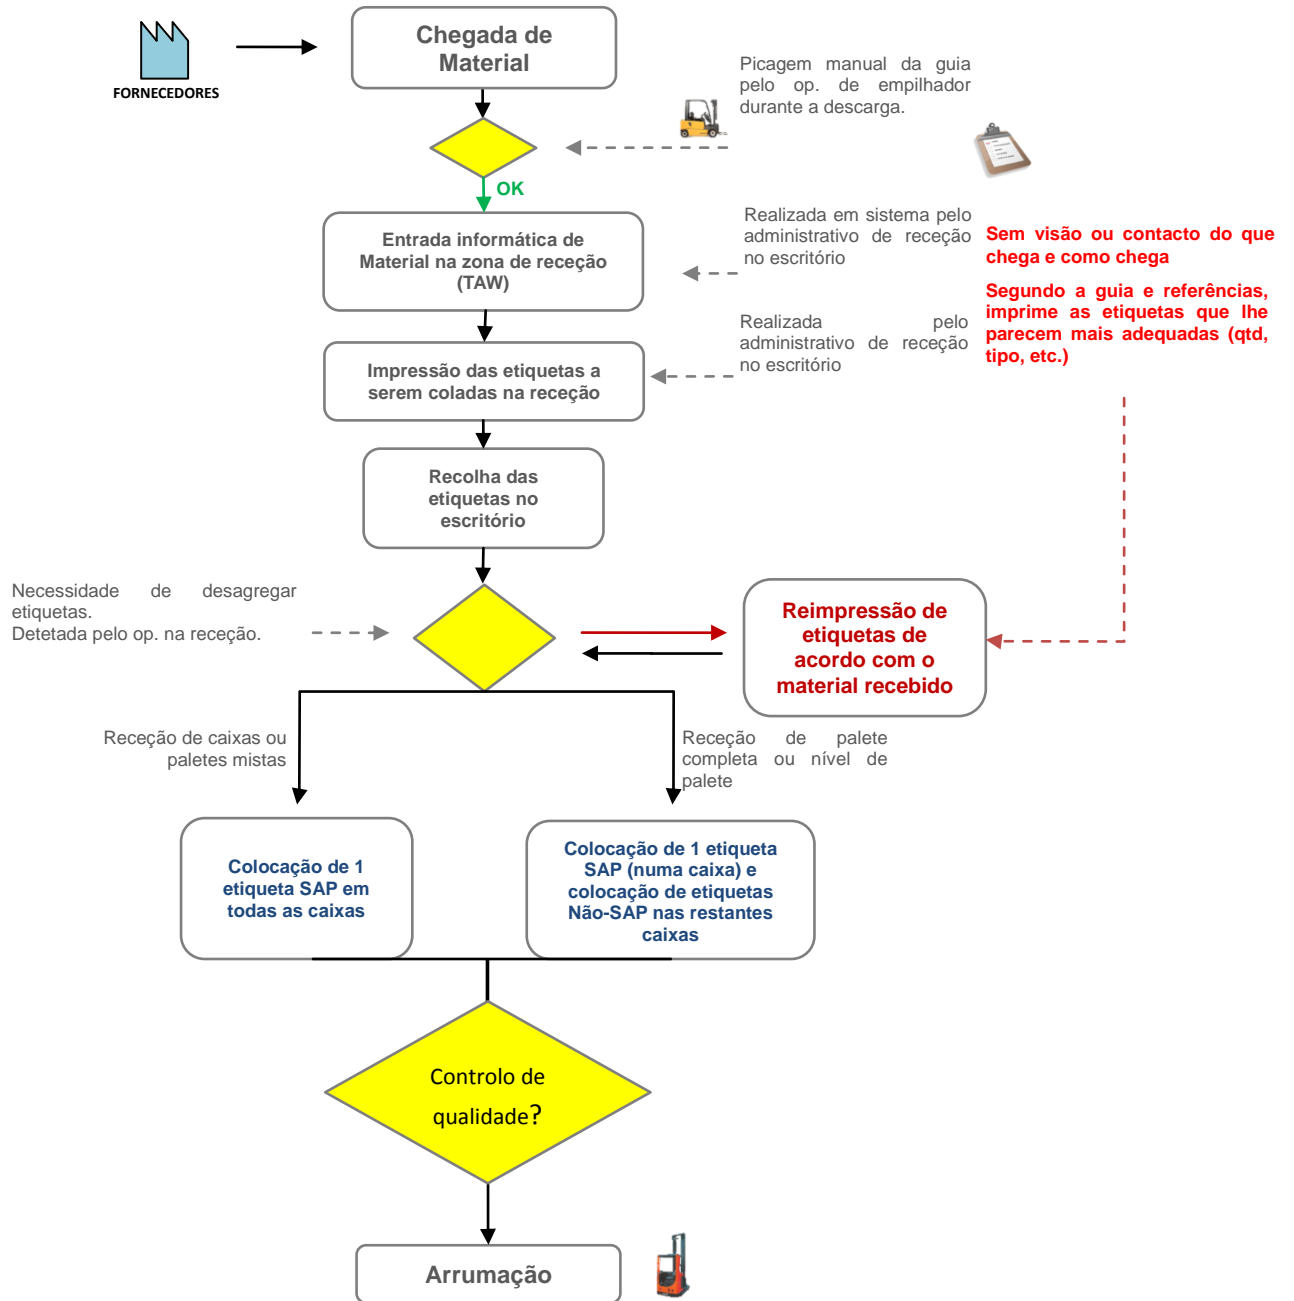 FORNECEDORES
Chegada de
Material
Picagem manual da guia
pelo op. de empilhador
durante a descarga.
OK
Entrada informática de
Material na zona de receção
(TAW)
Realizada em sistema pelo
administrativo de receção
no escritório
Sem visão ou contacto do que
chega e como chega
Segundo a guia e referências,
imprime as etiquetas que lhe
parecem mais adequadas (qtd,
tipo, etc.)
Realizada pelo
administrativo de receção
no escritório
Impressão das etiquetas a
serem coladas na receção
Recolha das
etiquetas no
escritório
Necessidade de desagregar
etiquetas.
Detetada pelo op. na receção.
Reimpressão de
etiquetas de
acordo com o
material recebido
Receção de caixas ou
paletes mistas
Receção de palete
completa ou nível de
palete
Colocação de 1
etiqueta SAP em
todas as caixas
Colocação de 1 etiqueta
SAP (numa caixa) e
colocação de etiquetas
Não-SAP nas restantes
caixas
Controlo de
qualidade?
Arrumação